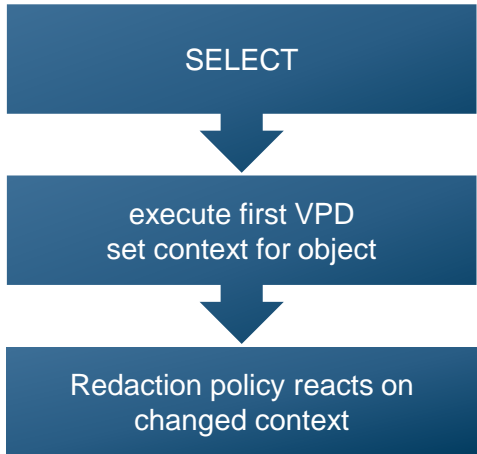 SELECT
execute first VPD
set context for object
Redaction policy reacts on
changed context